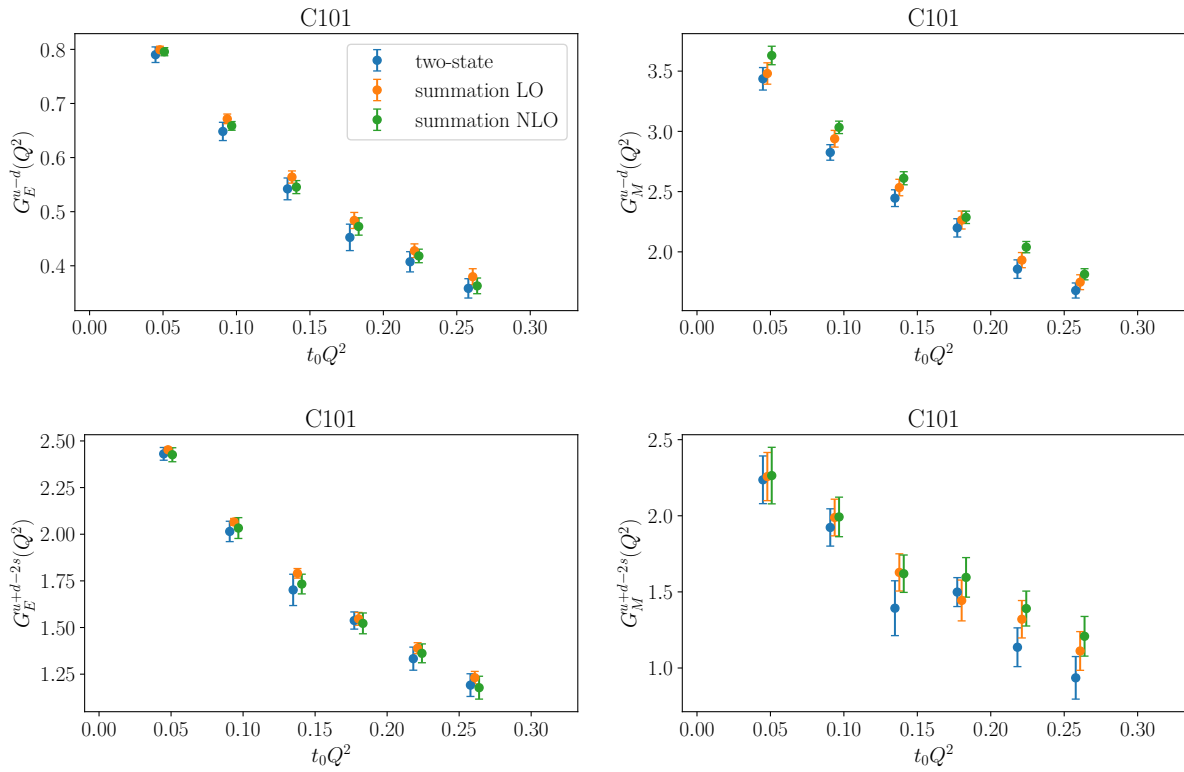 C101
G_E^{u−d}(Q^2)
0.8
0.7
0.6
0.5
0.4
0.00 0.05 0.10 0.15 0.20 0.25 0.30
t_0Q^2
two-state
summation LO
summation NLO
C101
G_M^{u−d}(Q^2)
3.5
3.0
2.5
2.0
0.00 0.05 0.10 0.15 0.20 0.25 0.30
t_0Q^2
C101
G_E^{u+d−2s}(Q^2)
2.50
2.25
2.00
1.75
1.50
1.25
0.00 0.05 0.10 0.15 0.20 0.25 0.30
t_0Q^2
C101
G_M^{u+d−2s}(Q^2)
2.5
2.0
1.5
1.0
0.00 0.05 0.10 0.15 0.20 0.25 0.30
t_0Q^2